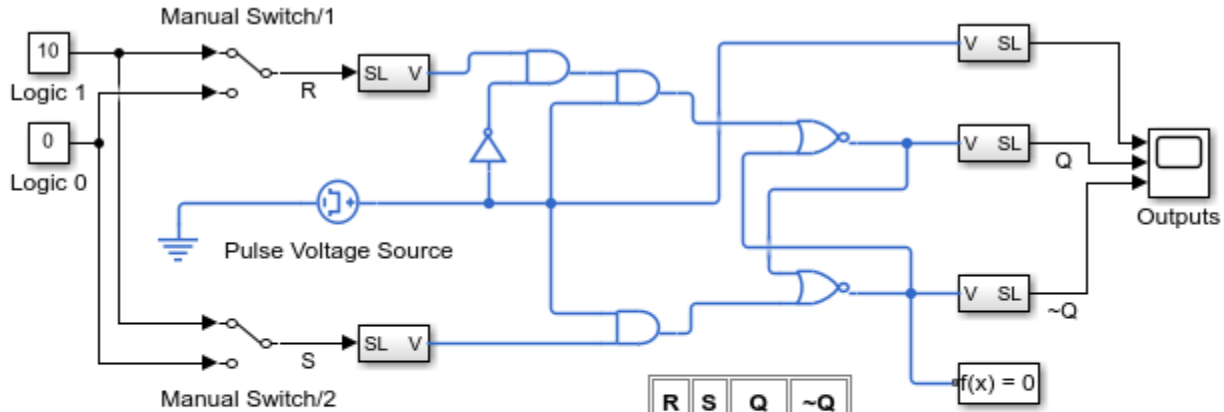 Manual Switch/1
10
Logic 1
R
SL V
V SL
0
Logic 0
V SL
Q
Outputs
Pulse Voltage Source
V SL
~Q
S
SL V
Manual Switch/2
R S Q ~Q
f(x) = 0